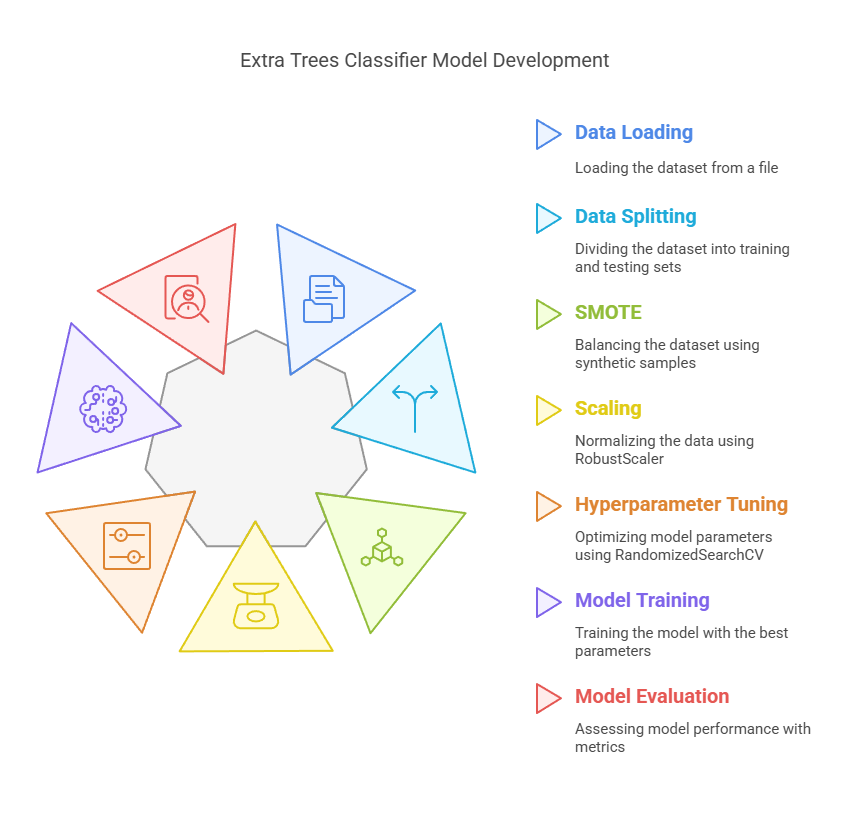 Extra Trees Classifier Model Development
Data Loading
Loading the dataset from a file
Data Splitting
Dividing the dataset into training
and testing sets
SMOTE
Balancing the dataset using
synthetic samples
Scaling
Normalizing the data using
RobustScaler
Hyperparameter Tuning
Optimizing model parameters
using RandomizedSearchCV
Model Training
Training the model with the best
parameters
Model Evaluation
Assessing model performance with
metrics